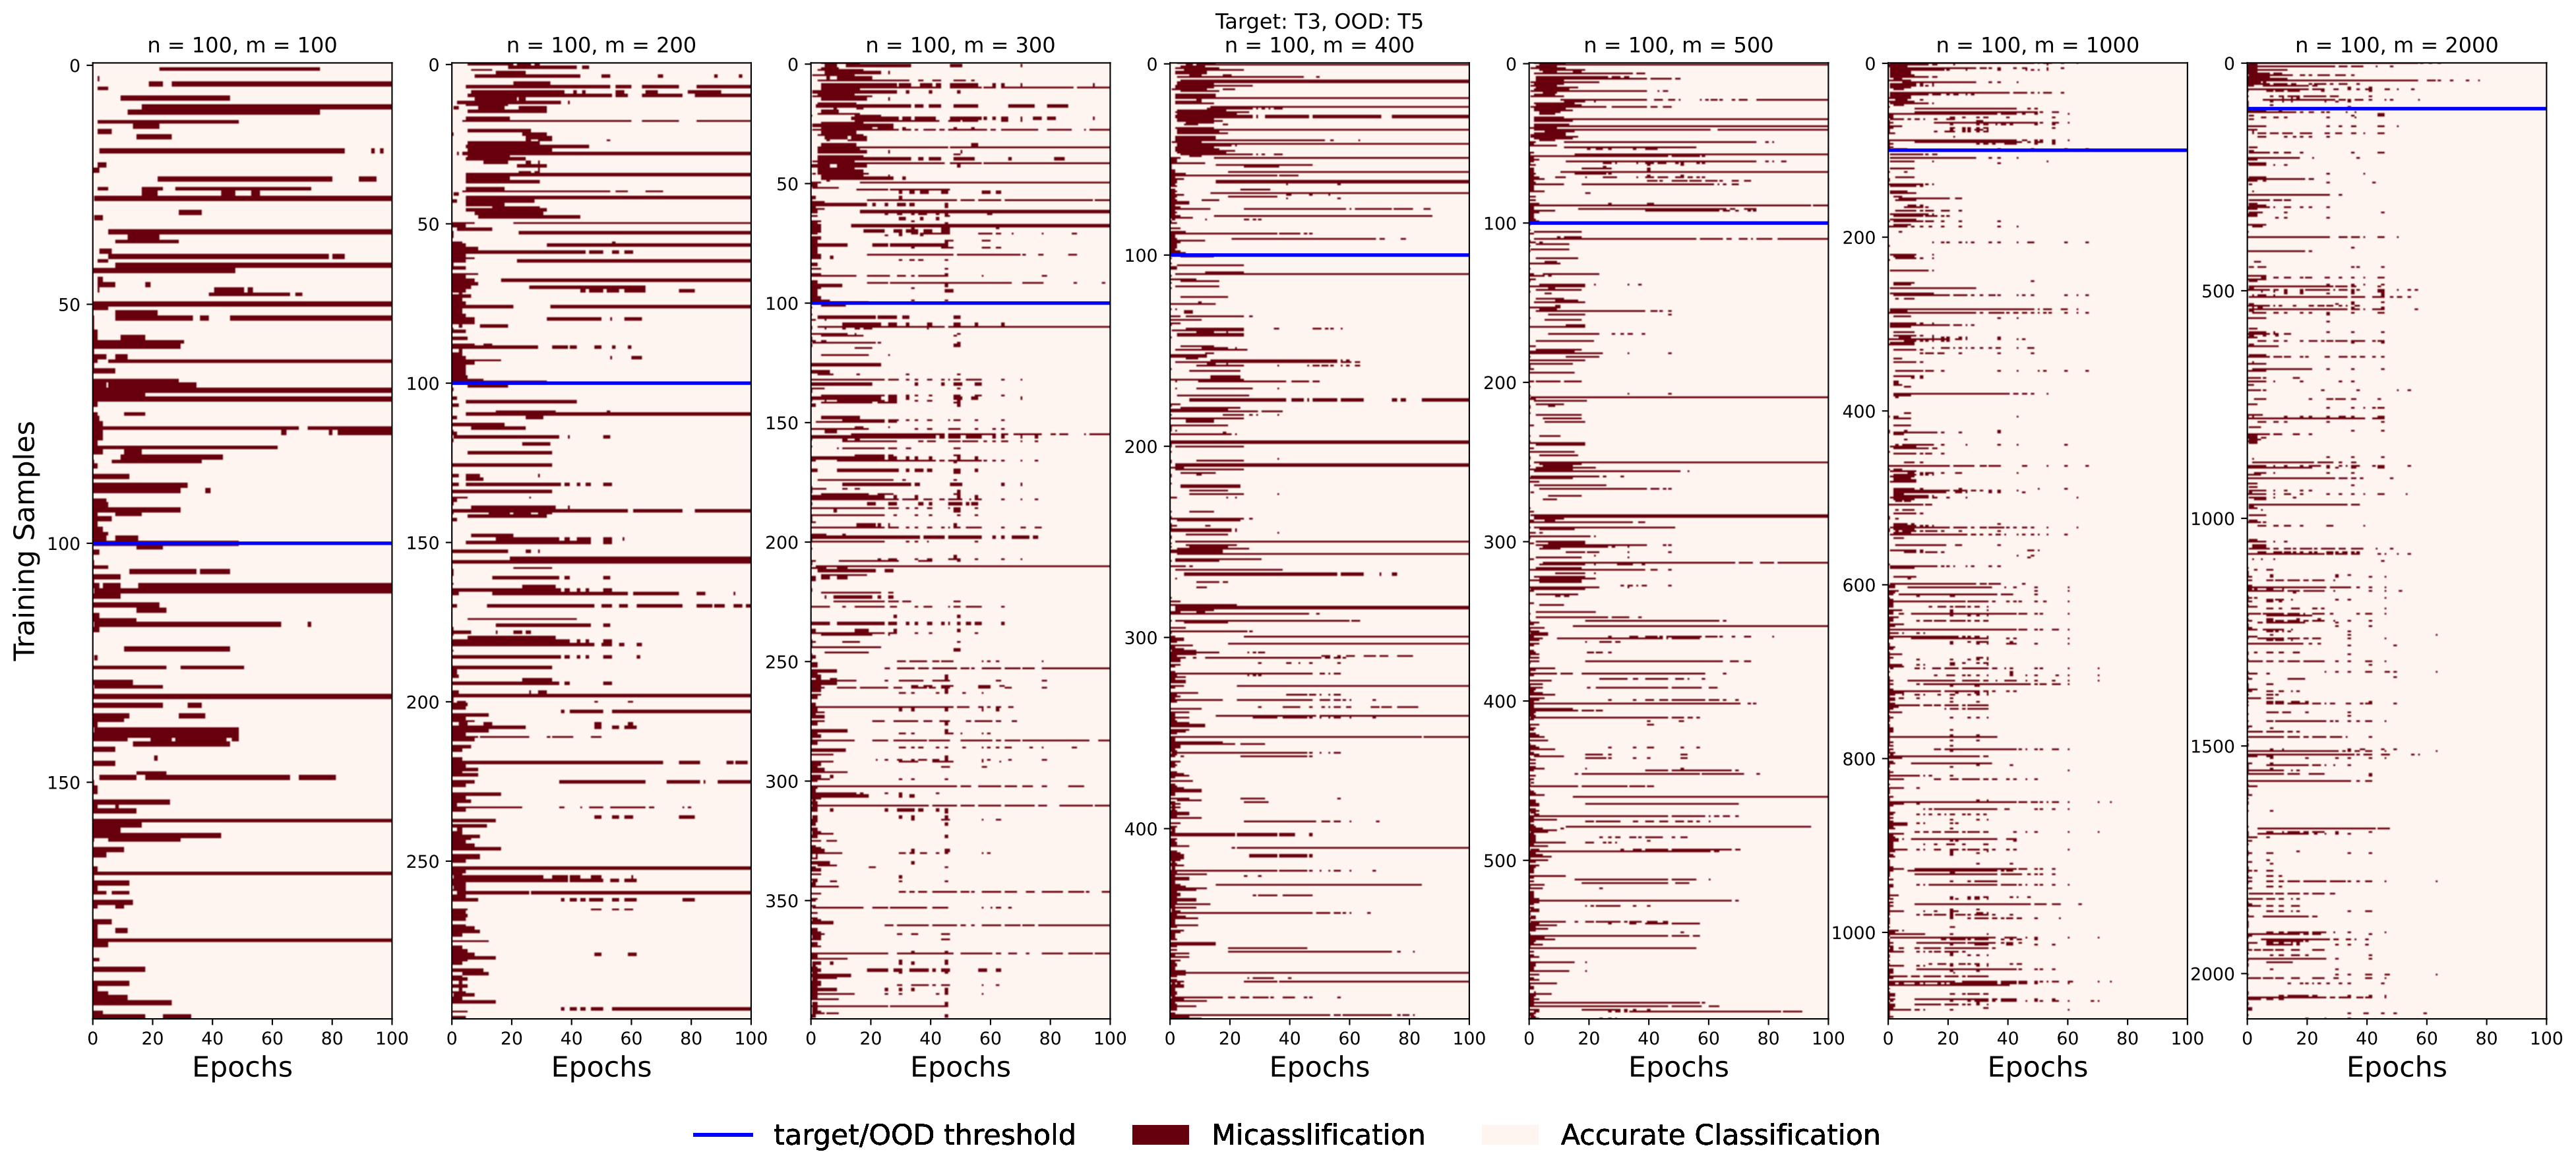 Target: T3, OOD: T5
n = 100, m = 100
n = 100, m = 200
n = 100, m = 300
n = 100, m = 400
n = 100, m = 500
n = 100, m = 1000
n = 100, m = 2000
Training Samples
0
50
100
150
0 20 40 60 80 100
Epochs
0
50
100
150
200
250
0 20 40 60 80 100
Epochs
0
50
100
150
200
250
300
350
0 20 40 60 80 100
Epochs
0
100
200
300
400
0 20 40 60 80 100
Epochs
0
100
200
300
400
500
0 20 40 60 80 100
Epochs
0
200
400
600
800
1000
0 20 40 60 80 100
Epochs
0
500
1000
1500
2000
0 20 40 60 80 100
Epochs
target/OOD threshold
Micasslification
Accurate Classification